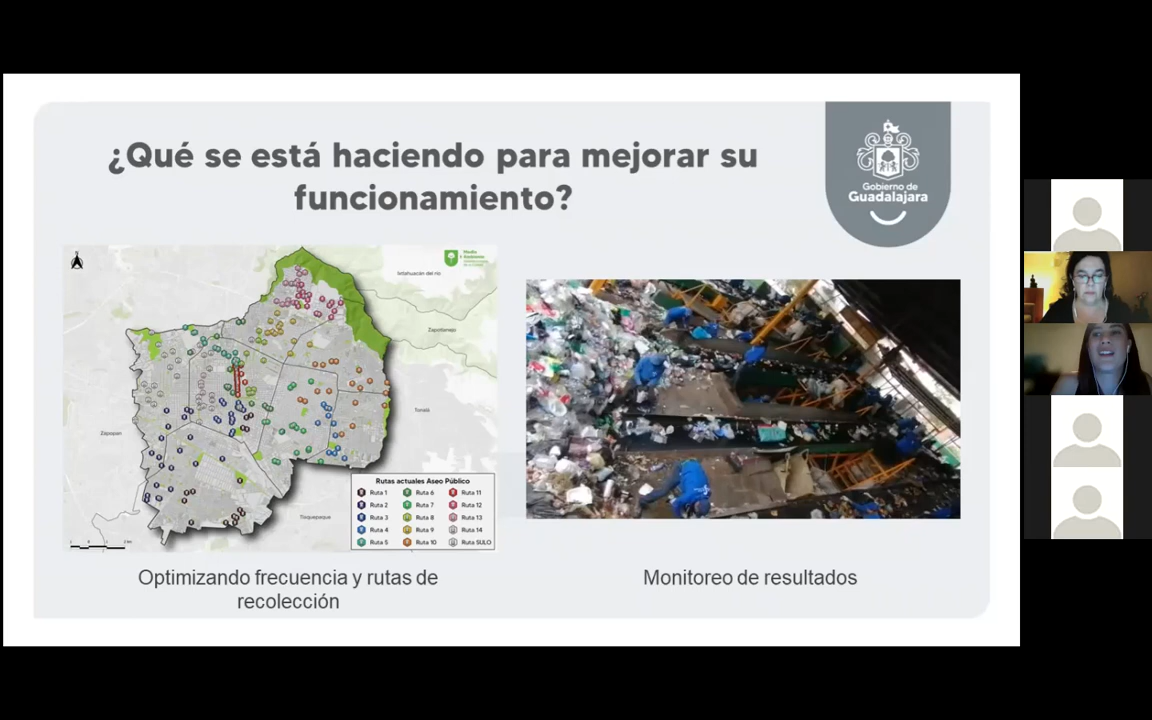 ¿Qué se está haciendo para mejorar su
funcionamiento?
Gobierno de
Guadalajara
Ixtlahuacán del río
Zapotlanejo
Tonalá
Zapopan
Tlaquepaque
Rutas actuales Aseo Público
Ruta 1 Ruta 6 Ruta 11
Ruta 2 Ruta 7 Ruta 12
Ruta 3 Ruta 8 Ruta 13
Ruta 4 Ruta 9 Ruta 14
Ruta 5 Ruta 10 Ruta SULO
Optimizando frecuencia y rutas de
recolección
Monitoreo de resultados